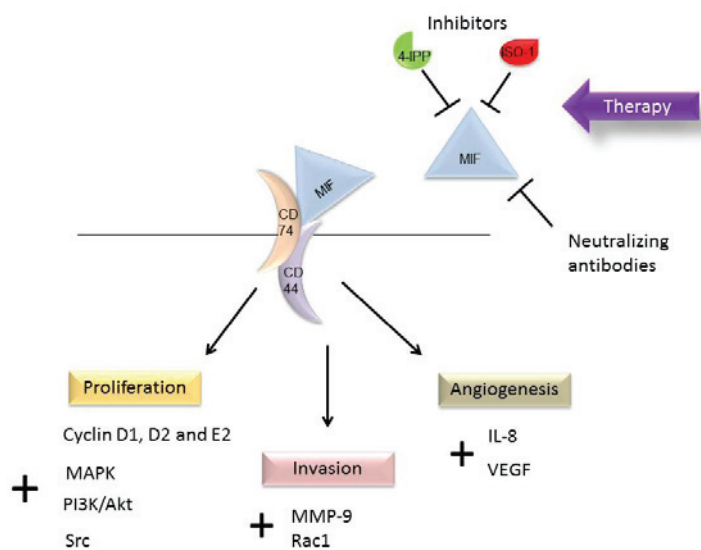 Inhibitors
4-IPP
ISO-1
Therapy
MIF
MIF
CD
74
CD
44
Neutralizing
antibodies
Proliferation
Cyclin D1, D2 and E2
+
MAPK
PI3K/Akt
Src
Invasion
+
MMP-9
Rac1
Angiogenesis
+
IL-8
VEGF